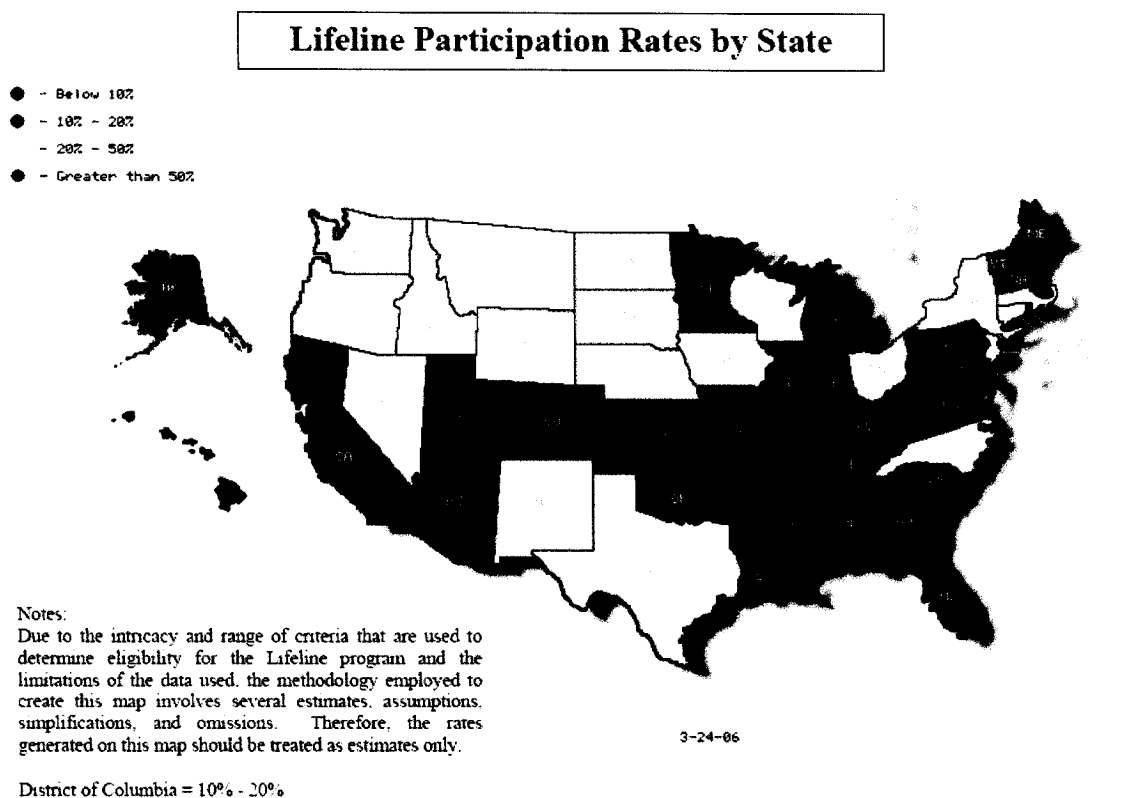 Lifeline Participation Rates by State
- Below 10%
- 10% - 20%
- 20% - 50%
- Greater than 50%
ME
CA
Notes:
Due to the intricacy and range of criteria that are used to
determine eligibility for the Lifeline program and the
limitations of the data used, the methodology employed to
create this map involves several estimates, assumptions,
simplifications, and omissions. Therefore, the rates
generated on this map should be treated as estimates only.
3-24-06
District of Columbia = 10% - 20%